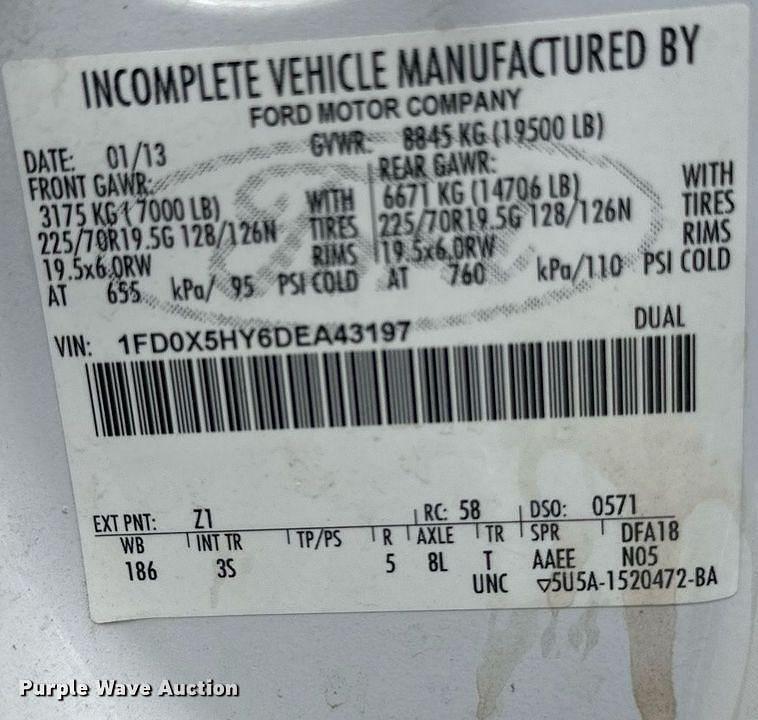 INCOMPLETE VEHICLE MANUFACTURED BY
FORD MOTOR COMPANY
DATE: 01/13 GVWR: 8845 KG (19500 LB)
FRONT GAWR: REAR GAWR:
3175 KG (7000 LB) WITH 6671 KG (14706 LB) WITH
225/70R19.5G 128/126N TIRES 225/70R19.5G 128/126N TIRES
19.5x6.0RW RIMS 19.5x6.0RW RIMS
AT 655 kPa/ 95 PSI COLD AT 760 kPa/110 PSI COLD
VIN: 1FD0X5HY6DEA43197 DUAL
EXT PNT: Z1 RC: 58 DSO: 0571
WB INT TR TP/PS R AXLE TR SPR DFA18
186 3S 5 8L T AAEE N05
UNC ▽5U5A-1520472-BA
Purple Wave Auction